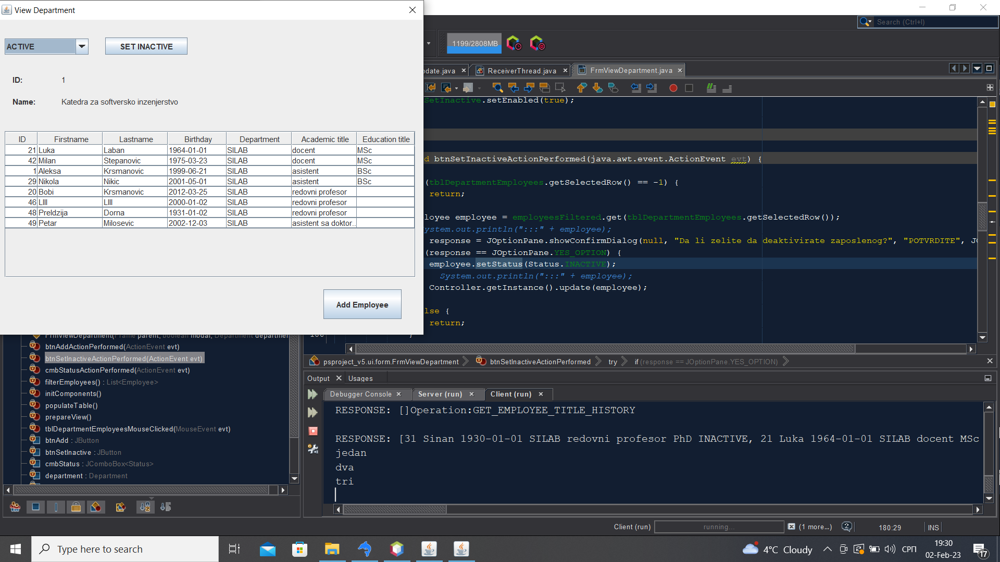 View Department
ACTIVE
SET INACTIVE
ID: 1
Name: Katedra za softversko inzenjerstvo
ID Firstname Lastname Birthday Department Academic title Education title
21 Luka Laban 1964-01-01 SILAB docent MSc
42 Milan Stepanovic 1975-03-23 SILAB docent MSc
1 Aleksa Krsmanovic 1999-06-21 SILAB asistent BSc
29 Nikola Nikic 2001-05-01 SILAB asistent BSc
20 Bobi Krsmanovic 2012-03-25 SILAB redovni profesor
46 LIII LIII 2000-01-02 SILAB redovni profesor
48 Preldzija Dorna 1931-01-02 SILAB redovni profesor
49 Petar Milosevic 2002-12-03 SILAB asistent sa doktor...
Add Employee
Search (Ctrl+I)
1199/2808MB
pdate.java
ReceiverThread.java
FrmViewDepartment.java
SetInactive.setEnabled(true);
d btnSetInactiveActionPerformed(java.awt.event.ActionEvent evt) {
(tblDepartmentEmployees.getSelectedRow() == -1) {
return;
loyee employee = employeesFiltered.get(tblDepartmentEmployees.getSelectedRow());
ystem.out.println(":::" + employee);
response = JOptionPane.showConfirmDialog(null, "Da li zelite da deaktivirate zaposlenog?", "POTVRDITE", JO
(response == JOptionPane.YES_OPTION) {
employee.setStatus(Status.INACTIVE);
System.out.println(":::" + employee);
Controller.getInstance().update(employee);
lse {
return;
}
FrmViewDepartment(Frame parent, boolean modal, Department departmen
btnAddActionPerformed(ActionEvent evt)
btnSetInactiveActionPerformed(ActionEvent evt)
cmbStatusActionPerformed(ActionEvent evt)
filterEmployees() : List<Employee>
initComponents()
populateTable()
prepareView()
tblDepartmentEmployeesMouseClicked(MouseEvent evt)
btnAdd : JButton
btnSetInactive : JButton
cmbStatus : JComboBox<Status>
department : Department
psproject_v5.ui.form.FrmViewDepartment
btnSetInactiveActionPerformed
try
if (response == JOptionPane.YES_OPTION)
Output
Usages
Debugger Console
Server (run)
Client (run)
RESPONSE: []Operation:GET_EMPLOYEE_TITLE_HISTORY
RESPONSE: [31 Sinan 1930-01-01 SILAB redovni profesor PhD INACTIVE, 21 Luka 1964-01-01 SILAB docent MSc
jedan
dva
tri
Client (run)
running...
(1 more...)
2
180:29
INS
Type here to search
4°C Cloudy
СРП
19:30
02-Feb-23
17